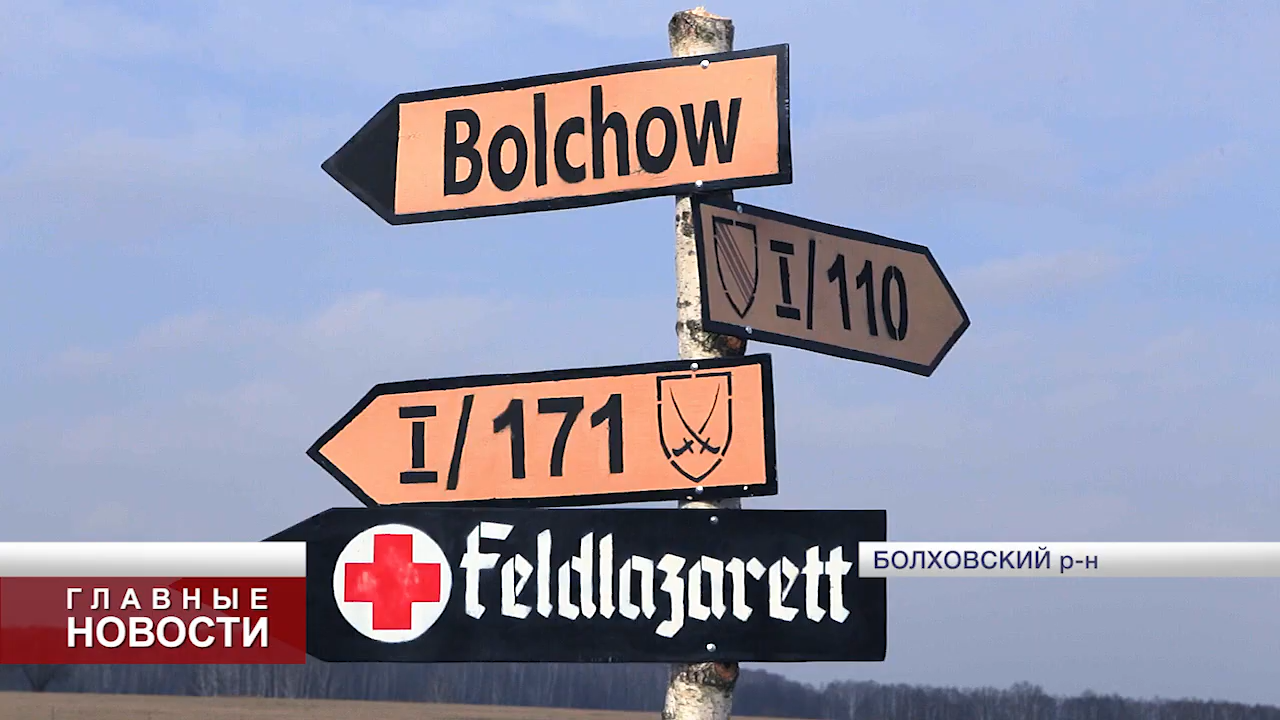 Bolchow
I/110
I/171
Feldlazarett
БОЛХОВСКИЙ р-н
ГЛАВНЫЕ
НОВОСТИ